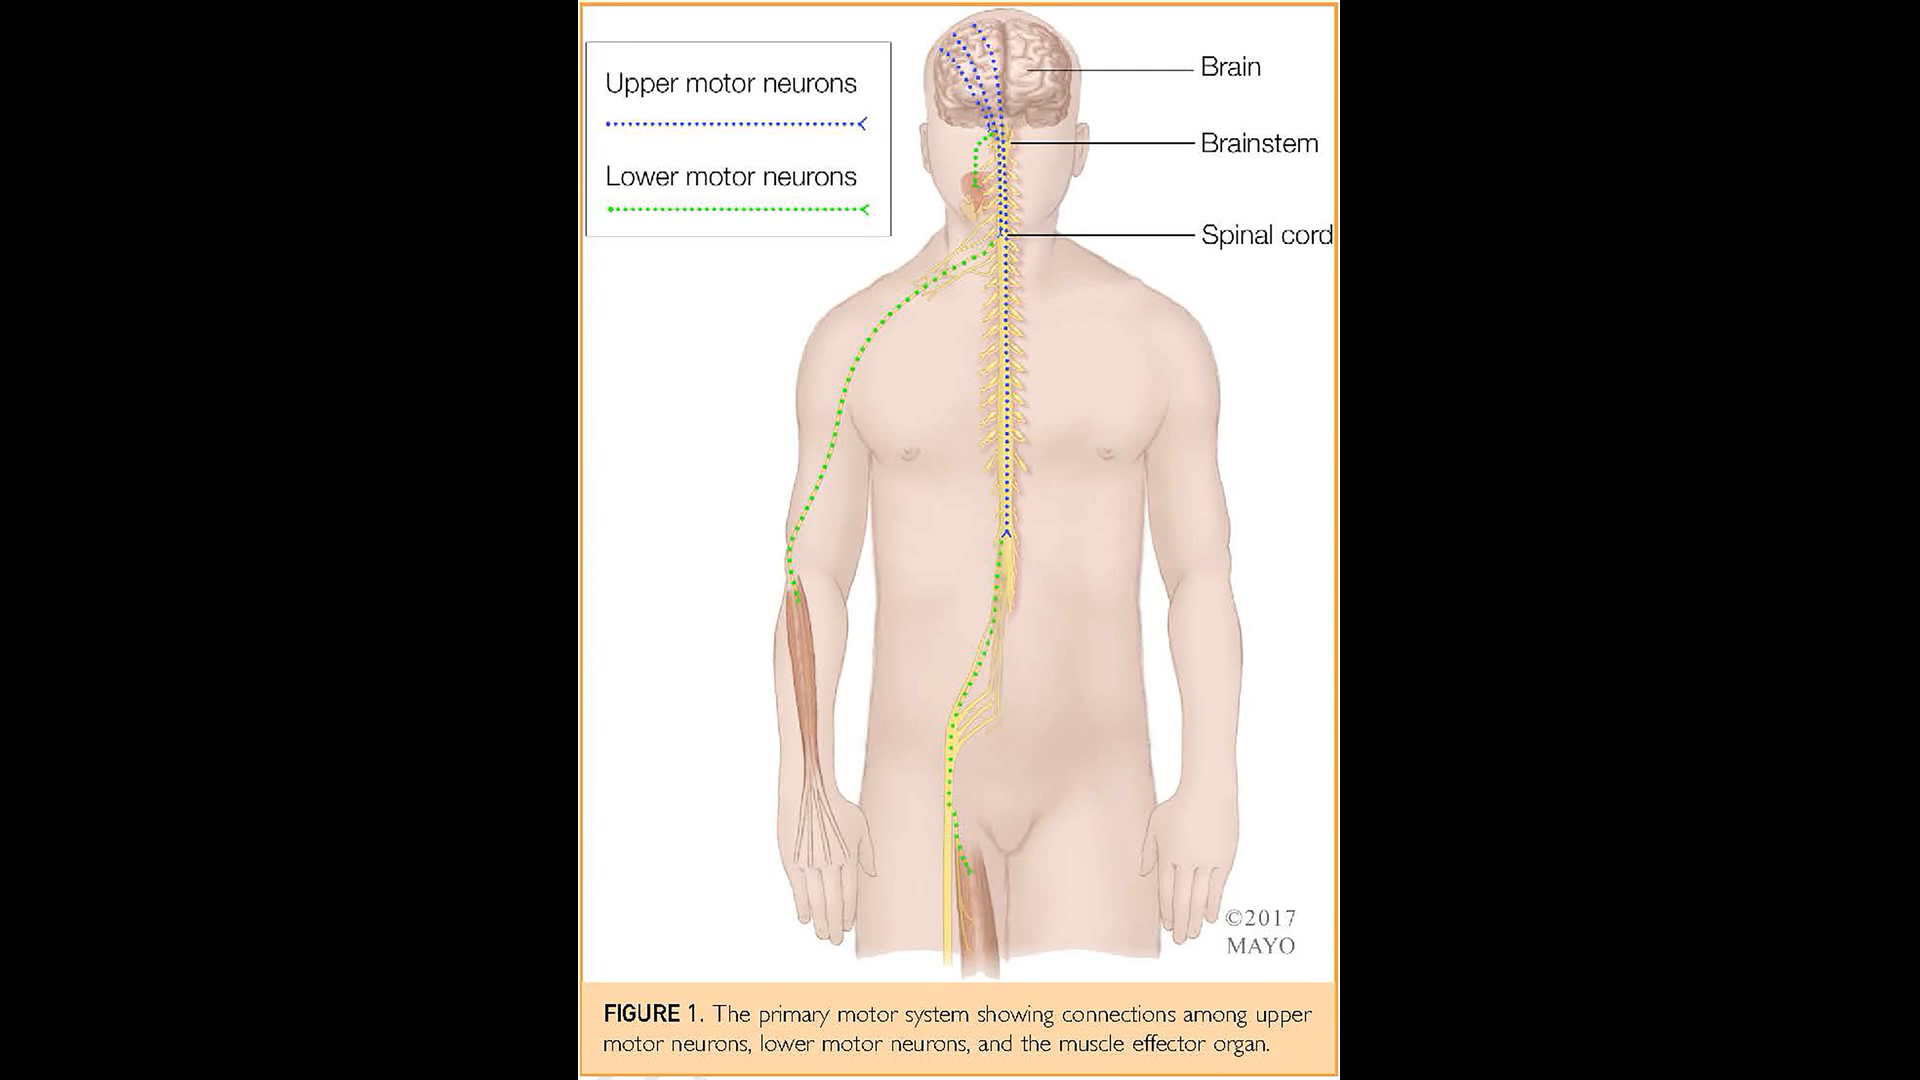 Upper motor neurons
Lower motor neurons
Brain
Brainstem
Spinal cord
©2017
MAYO
FIGURE 1. The primary motor system showing connections among upper
motor neurons, lower motor neurons, and the muscle effector organ.